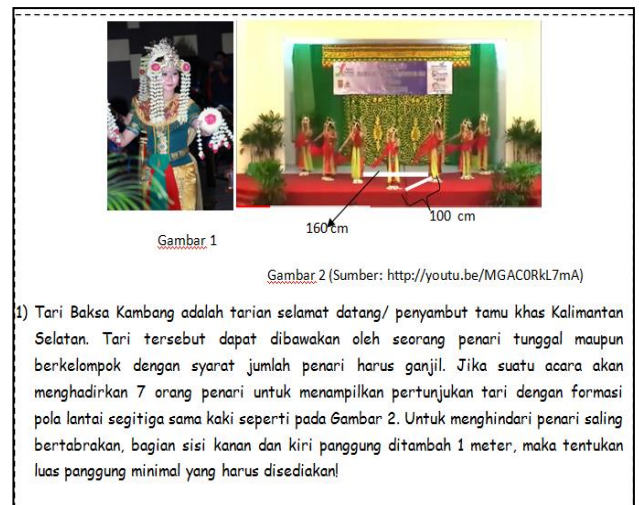 160 cm
100 cm
Gambar 1
Gambar 2 (Sumber: http://youtu.be/MGAC0RkL7mA)
1) Tari Baksa Kambang adalah tarian selamat datang/ penyambut tamu khas Kalimantan
Selatan. Tari tersebut dapat dibawakan oleh seorang penari tunggal maupun
berkelompok dengan syarat jumlah penari harus ganjil. Jika suatu acara akan
menghadirkan 7 orang penari untuk menampilkan pertunjukan tari dengan formasi
pola lantai segitiga sama kaki seperti pada Gambar 2. Untuk menghindari penari saling
bertabrakan, bagian sisi kanan dan kiri panggung ditambah 1 meter, maka tentukan
luas panggung minimal yang harus disediakan!